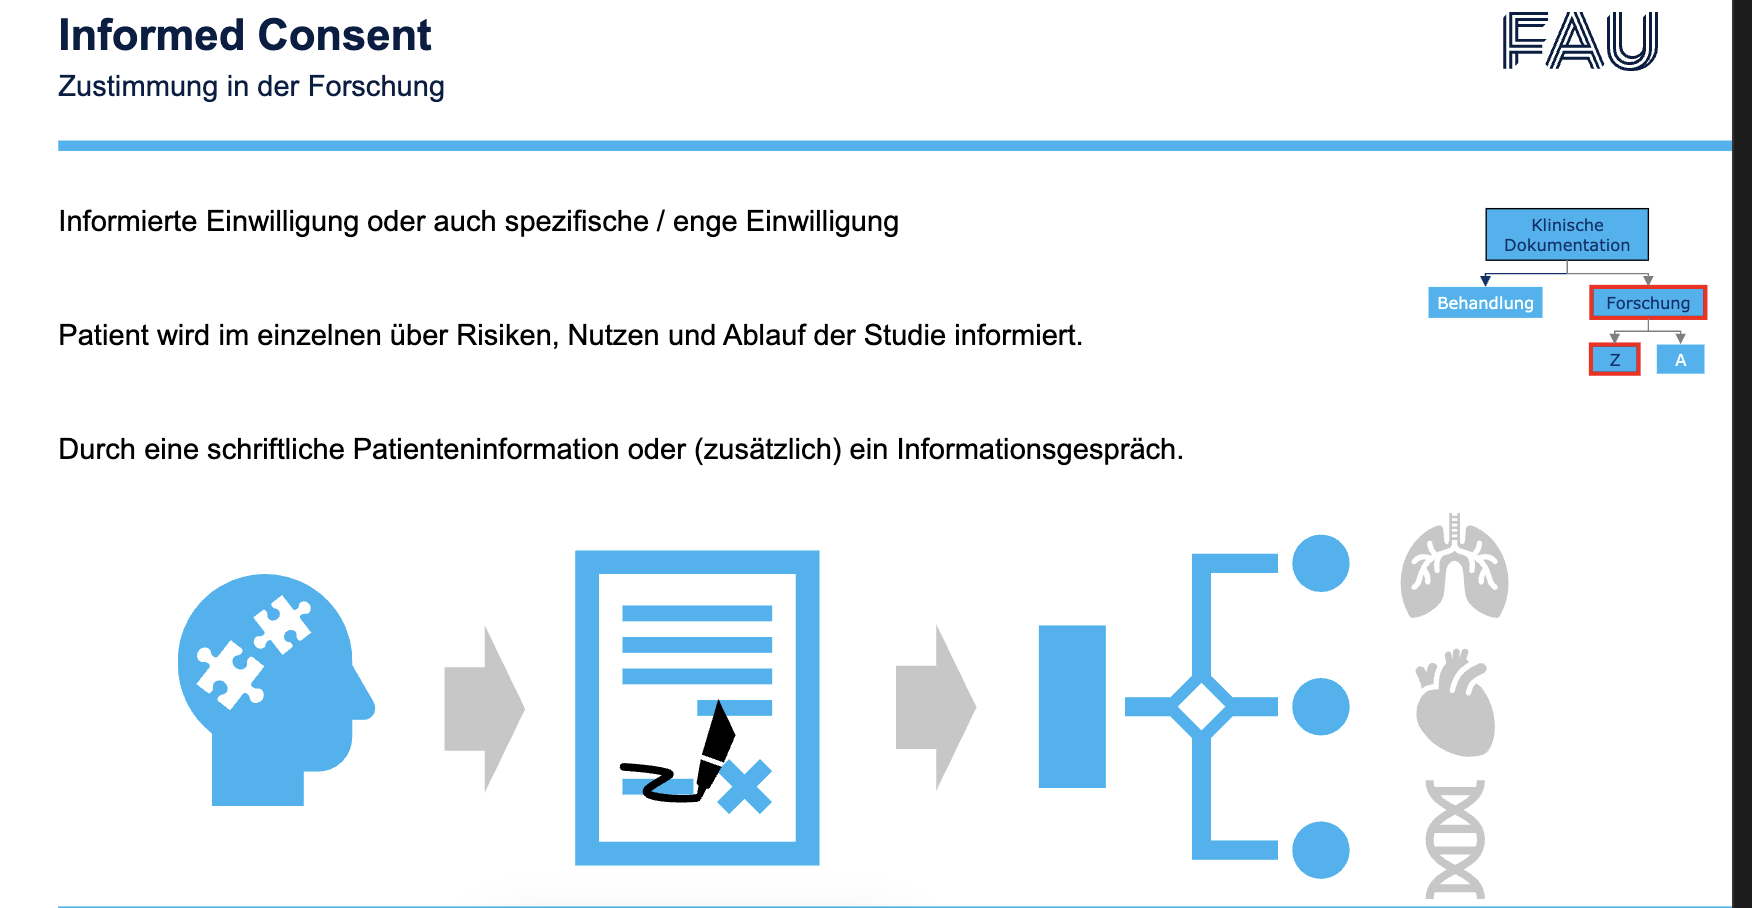 Informed Consent
FAU
Zustimmung in der Forschung
Informierte Einwilligung oder auch spezifische / enge Einwilligung
Klinische
Dokumentation
Behandlung
Forschung
Patient wird im einzelnen über Risiken, Nutzen und Ablauf der Studie informiert.
Z
A
Durch eine schriftliche Patienteninformation oder (zusätzlich) ein Informationsgespräch.